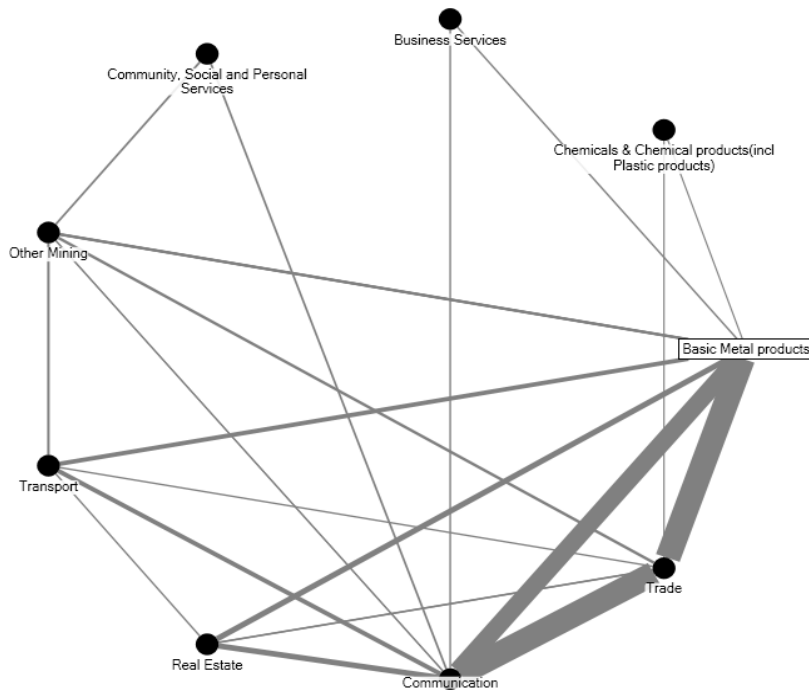 Business Services
Community, Social and Personal
Services
Chemicals & Chemical products(incl
Plastic products)
Other Mining
Basic Metal products
Transport
Trade
Real Estate
Communication